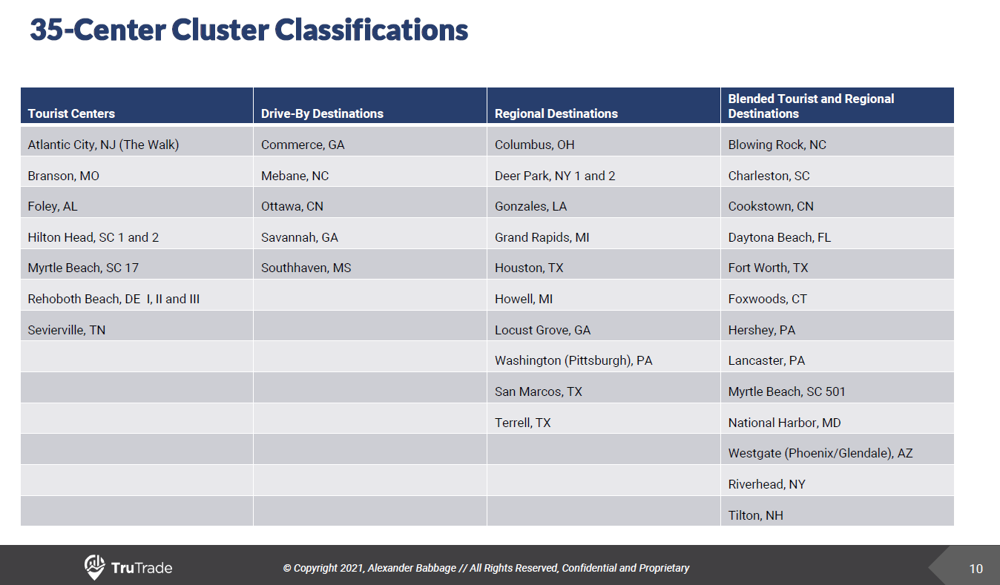 35-Center Cluster Classifications
Tourist Centers
Drive-By Destinations
Regional Destinations
Blended Tourist and Regional
Destinations
Atlantic City, NJ (The Walk)
Commerce, GA
Columbus, OH
Blowing Rock, NC
Branson, MO
Mebane, NC
Deer Park, NY 1 and 2
Charleston, SC
Foley, AL
Ottawa, CN
Gonzales, LA
Cookstown, CN
Hilton Head, SC 1 and 2
Savannah, GA
Grand Rapids, MI
Daytona Beach, FL
Myrtle Beach, SC 17
Southhaven, MS
Houston, TX
Fort Worth, TX
Rehoboth Beach, DE  I, II and III
Howell, MI
Foxwoods, CT
Sevierville, TN
Locust Grove, GA
Hershey, PA
Washington (Pittsburgh), PA
Lancaster, PA
San Marcos, TX
Myrtle Beach, SC 501
Terrell, TX
National Harbor, MD
Westgate (Phoenix/Glendale), AZ
Riverhead, NY
Tilton, NH
TruTrade
© Copyright 2021, Alexander Babbage // All Rights Reserved, Confidential and Proprietary
10